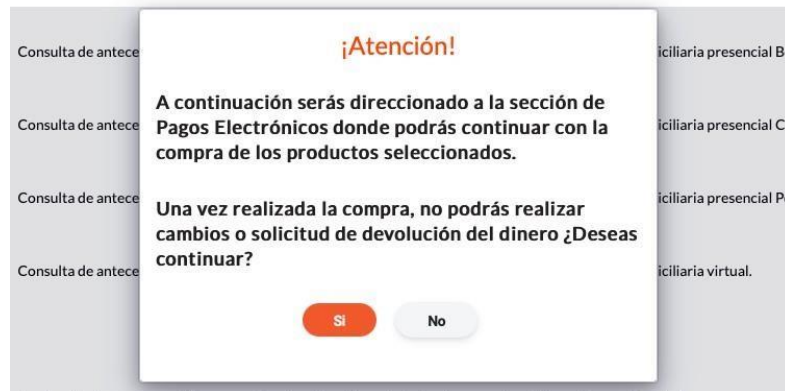 ¡Atención!
Consulta de antece
iciliaria presencial B
A continuación serás direccionado a la sección de
Pagos Electrónicos donde podrás continuar con la
compra de los productos seleccionados.
Consulta de antece
iciliaria presencial C
Consulta de antece
iciliaria presencial P
Una vez realizada la compra, no podrás realizar
cambios o solicitud de devolución del dinero ¿Deseas
continuar?
Consulta de antece
iciliaria virtual.
Si
No